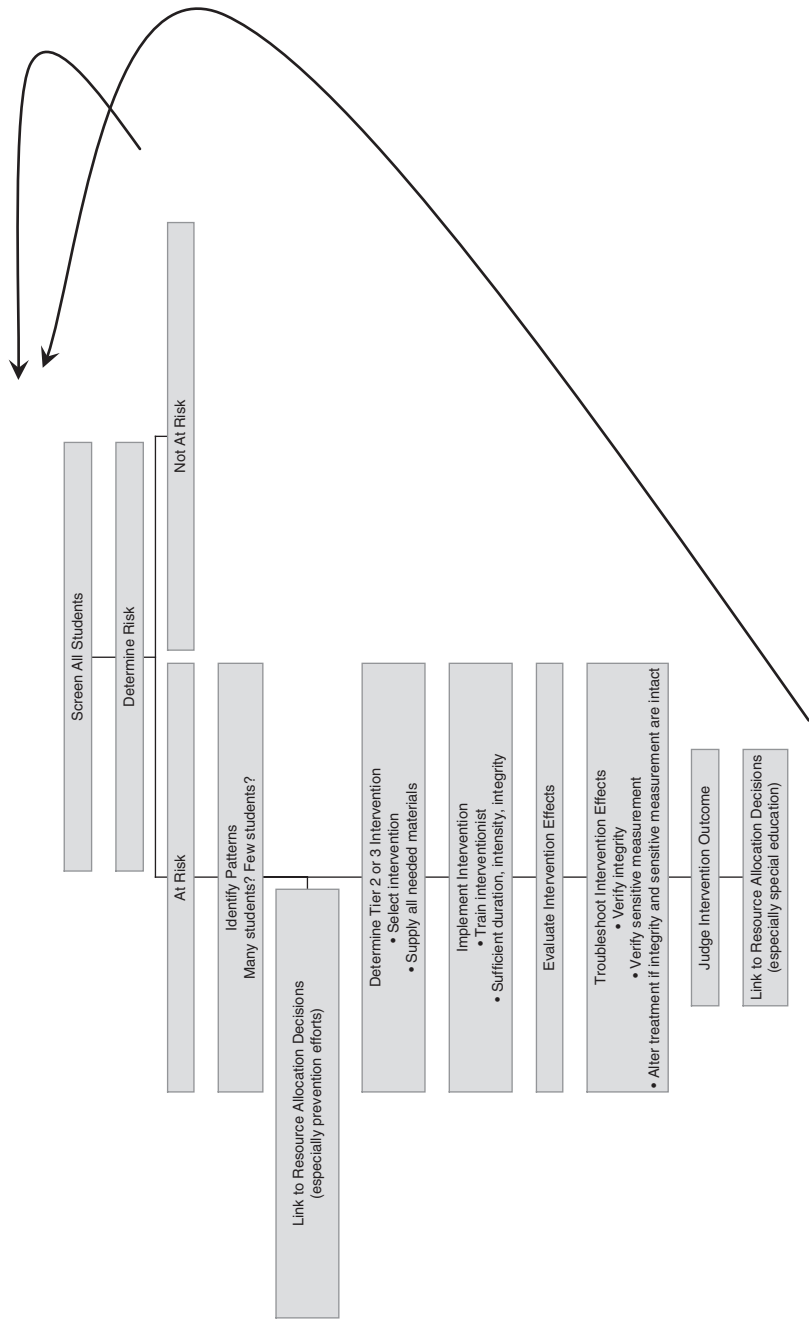 Screen All Students
Determine Risk
At Risk
Not At Risk
Identify Patterns
Many students? Few students?
Link to Resource Allocation Decisions
(especially prevention efforts)
Determine Tier 2 or 3 Intervention
• Select intervention
• Supply all needed materials
Implement Intervention
• Train interventionist
• Sufficient duration, intensity, integrity
Evaluate Intervention Effects
Troubleshoot Intervention Effects
• Verify integrity
• Verify sensitive measurement
• Alter treatment if integrity and sensitive measurement are intact
Judge Intervention Outcome
Link to Resource Allocation Decisions
(especially special education)